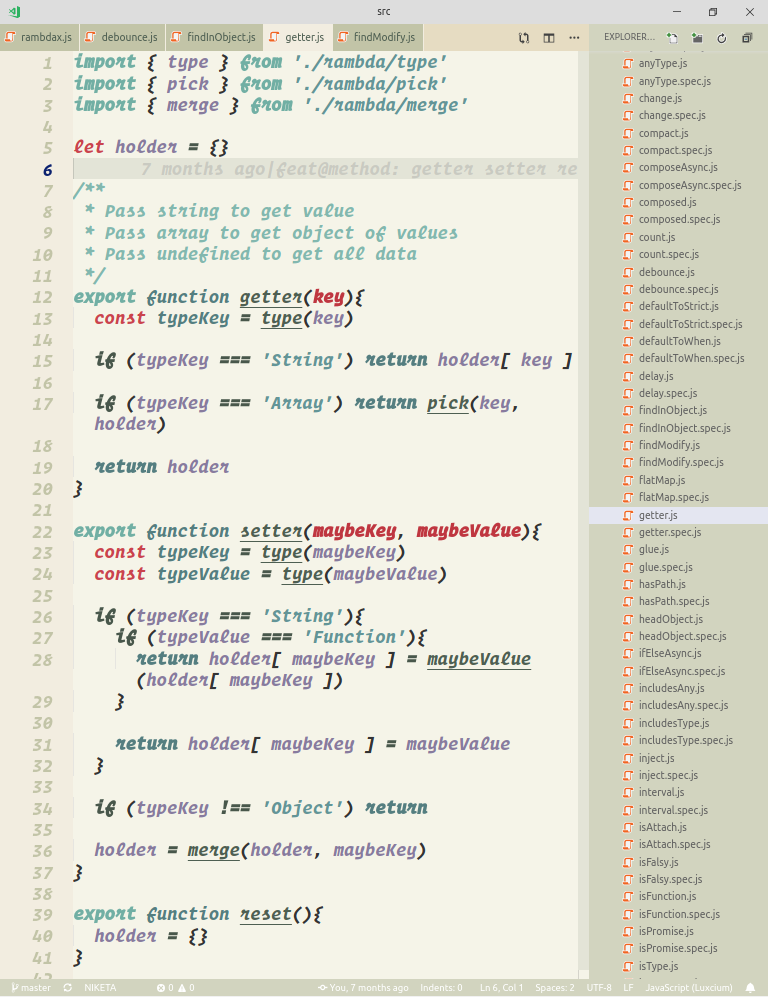 src
rambdax.js debounce.js findInObject.js getter.js findModify.js
EXPLORER...
1 import { type } from './rambda/type'
2 import { pick } from './rambda/pick'
3 import { merge } from './rambda/merge'
4
5 let holder = {}
6 7 months ago|feat@method: getter setter re
7 /**
8 * Pass string to get value
9 * Pass array to get object of values
10 * Pass undefined to get all data
11 */
12 export function getter(key){
13 const typeKey = type(key)
14
15 if (typeKey === 'String') return holder[ key ]
16
17 if (typeKey === 'Array') return pick(key,
holder)
18
19 return holder
20 }
21
22 export function setter(maybeKey, maybeValue){
23 const typeKey = type(maybeKey)
24 const typeValue = type(maybeValue)
25
26 if (typeKey === 'String'){
27 if (typeValue === 'Function'){
28 return holder[ maybeKey ] = maybeValue
(holder[ maybeKey ])
29 }
30
31 return holder[ maybeKey ] = maybeValue
32 }
33
34 if (typeKey !== 'Object') return
35
36 holder = merge(holder, maybeKey)
37 }
38
39 export function reset(){
40 holder = {}
41 }
42
anyType.js
anyType.spec.js
change.js
change.spec.js
compact.js
compact.spec.js
composeAsync.js
composeAsync.spec.js
composed.js
composed.spec.js
count.js
count.spec.js
debounce.js
debounce.spec.js
defaultToStrict.js
defaultToStrict.spec.js
defaultToWhen.js
defaultToWhen.spec.js
delay.js
delay.spec.js
findInObject.js
findInObject.spec.js
findModify.js
findModify.spec.js
flatMap.js
flatMap.spec.js
getter.js
getter.spec.js
glue.js
glue.spec.js
hasPath.js
hasPath.spec.js
headObject.js
headObject.spec.js
ifElseAsync.js
ifElseAsync.spec.js
includesAny.js
includesAny.spec.js
includesType.js
includesType.spec.js
inject.js
inject.spec.js
interval.js
interval.spec.js
isAttach.js
isAttach.spec.js
isFalsy.js
isFalsy.spec.js
isFunction.js
isFunction.spec.js
isPromise.js
isPromise.spec.js
isType.js
master NIKETA 0 0 You, 7 months ago Indents: 0 Ln 6, Col 1 Spaces: 2 UTF-8 LF JavaScript (Luxcium)